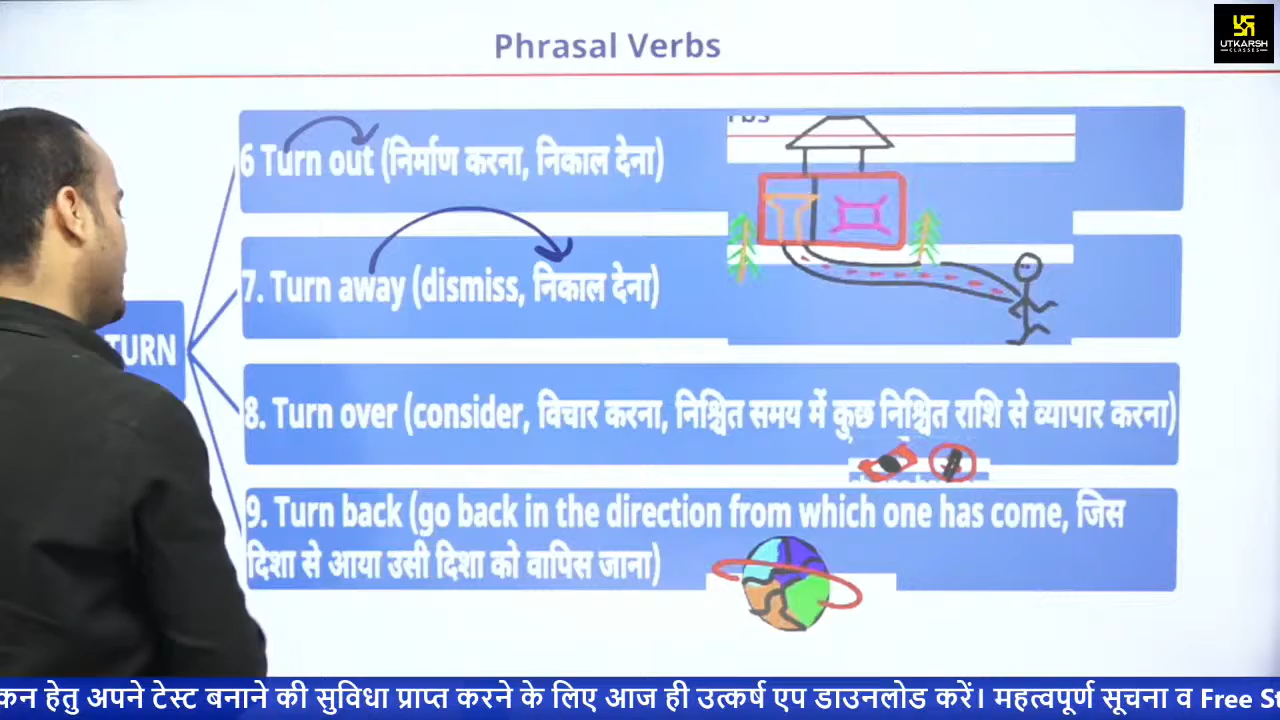 Phrasal Verbs
UTKARSH
CLASSES
6 Turn out (निर्माण करना, निकाल देना)
7. Turn away (dismiss, निकाल देना)
TURN
8. Turn over (consider, विचार करना, निश्चित समय में कुछ निश्चित राशि से व्यापार करना)
9. Turn back (go back in the direction from which one has come, जिस
दिशा से आया उसी दिशा को वापिस जाना)
हेतु अपने टेस्ट बनाने की सुविधा प्राप्त करने के लिए आज ही उत्कर्ष एप डाउनलोड करें। महत्वपूर्ण सूचना व Free